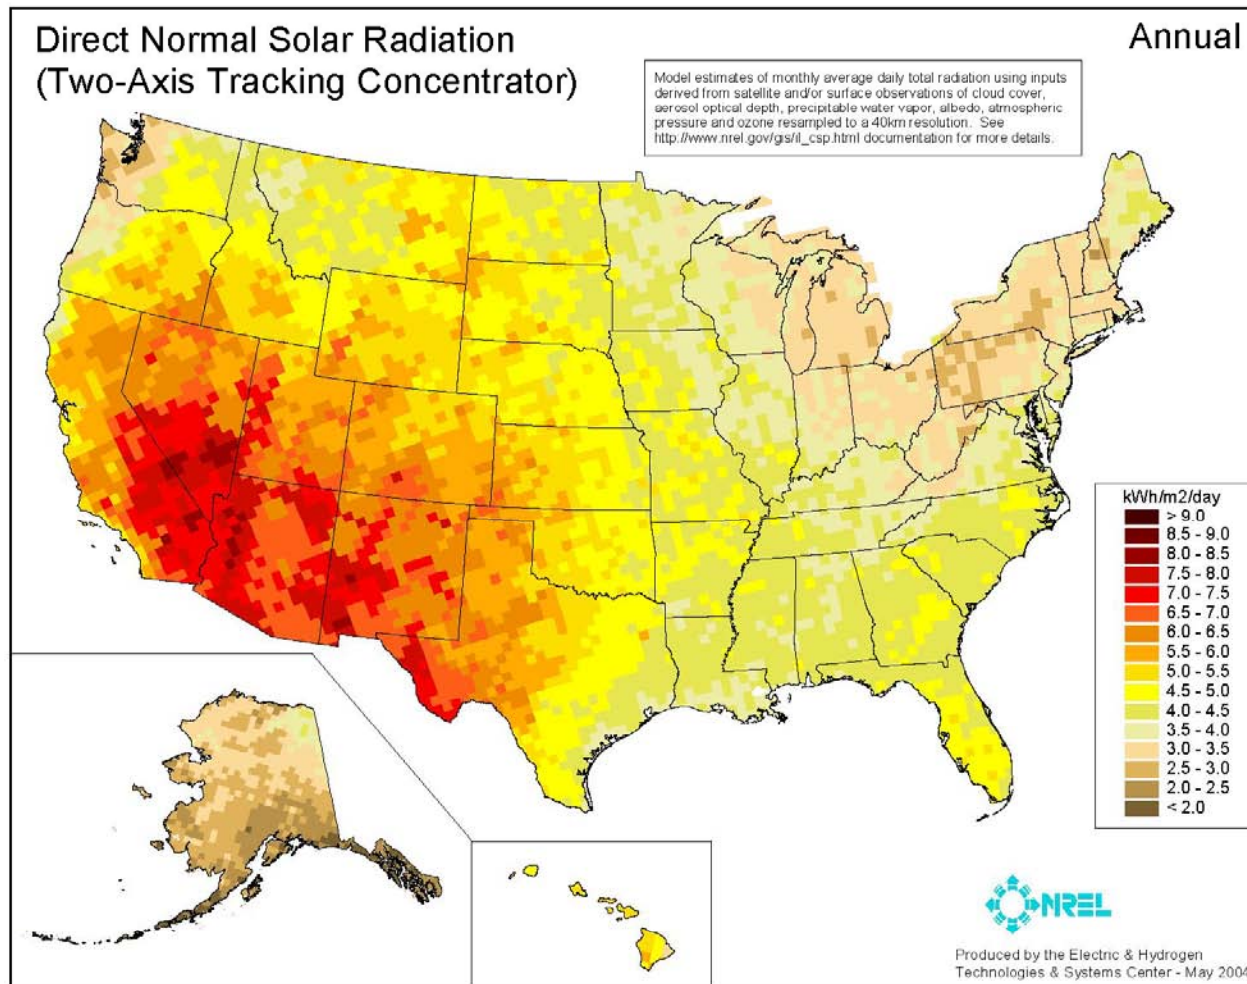 Direct Normal Solar Radiation
(Two-Axis Tracking Concentrator)
Annual
Model estimates of monthly average daily total radiation using inputs
derived from satellite and/or surface observations of cloud cover,
aerosol optical depth, precipitable water vapor, albedo, atmospheric
pressure and ozone resampled to a 40km resolution. See
http://www.nrel.gov/gis/il_csp.html documentation for more details.
kWh/m2/day
> 9.0
8.5 - 9.0
8.0 - 8.5
7.5 - 8.0
7.0 - 7.5
6.5 - 7.0
6.0 - 6.5
5.5 - 6.0
5.0 - 5.5
4.5 - 5.0
4.0 - 4.5
3.5 - 4.0
3.0 - 3.5
2.5 - 3.0
2.0 - 2.5
< 2.0
NREL
Produced by the Electric & Hydrogen
Technologies & Systems Center - May 2004